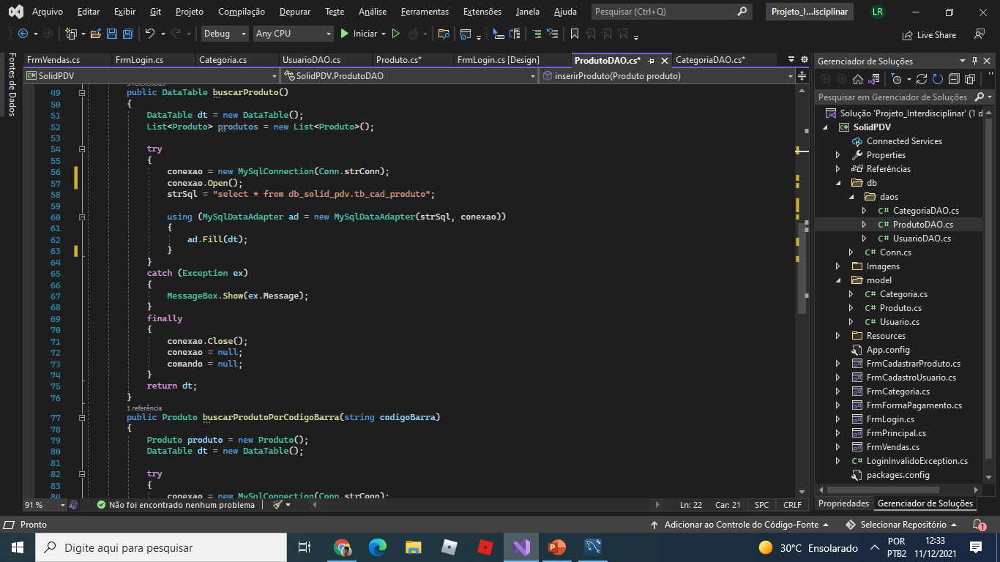 Arquivo Editar Exibir Git Projeto Compilação Depurar Teste Análise Ferramentas Extensões Janela Ajuda Pesquisar (Ctrl+Q) Projeto_I...isciplinar LR
Debug Any CPU Iniciar Live Share
Fontes de Dados
FrmVendas.cs FrmLogin.cs Categoria.cs UsuarioDAO.cs Produto.cs* FrmLogin.cs [Design] ProdutoDAO.cs* CategoriaDAO.cs*
SolidPDV SolidPDV.ProdutoDAO inserirProduto(Produto produto)
49 public DataTable buscarProduto()
50 {
51 DataTable dt = new DataTable();
52 List<Produto> produtos = new List<Produto>();
53
54 try
55 {
56 conexao = new MySqlConnection(Conn.strConn);
57 conexao.Open();
58 strSql = "select * from db_solid_pdv.tb_cad_produto";
59
60 using (MySqlDataAdapter ad = new MySqlDataAdapter(strSql, conexao))
61 {
62 ad.Fill(dt);
63 }
64 }
65 catch (Exception ex)
66 {
67 MessageBox.Show(ex.Message);
68 }
69 finally
70 {
71 conexao.Close();
72 conexao = null;
73 comando = null;
74 }
75 return dt;
76 }
1 referência
77 public Produto buscarProdutoPorCodigoBarra(string codigoBarra)
78 {
79 Produto produto = new Produto();
80 DataTable dt = new DataTable();
81
82 try
83 {
84 conexao = new MySqlConnection(Conn.strConn);
91 % Não foi encontrado nenhum problema Ln: 22 Car: 21 SPC CRLF
Gerenciador de Soluções
Pesquisar em Gerenciador de Soluções
Solução 'Projeto_Interdisciplinar' (1 d
SolidPDV
Connected Services
Properties
Referências
db
daos
CategoriaDAO.cs
ProdutoDAO.cs
UsuarioDAO.cs
Conn.cs
Imagens
model
Categoria.cs
Produto.cs
Usuario.cs
Resources
App.config
FrmCadastrarProduto.cs
FrmCadastroUsuario.cs
FrmCategoria.cs
FrmFormaPagamento.cs
FrmLogin.cs
FrmPrincipal.cs
FrmVendas.cs
LoginInvalidoException.cs
packages.config
Propriedades Gerenciador de Soluções
Pronto Adicionar ao Controle do Código-Fonte Selecionar Repositório 1
Digite aqui para pesquisar 30°C Ensolarado POR PTB2 12:33 11/12/2021